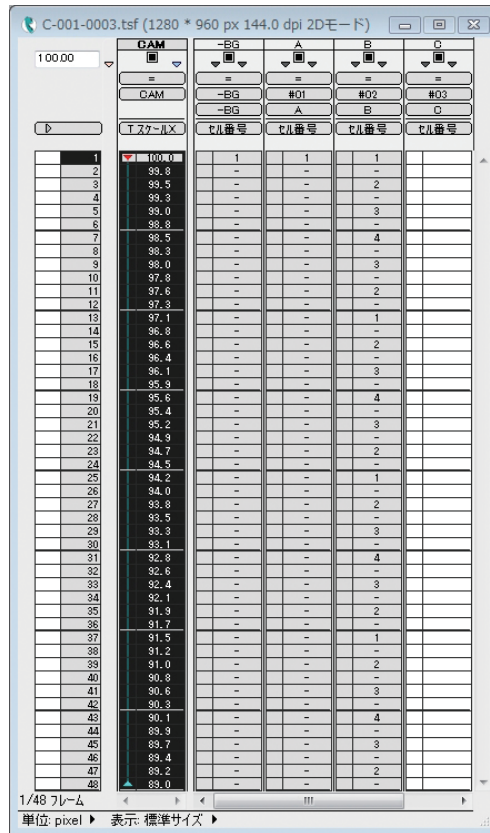 C-001-0003.tsf (1280 * 960 px 144.0 dpi 2Dモード)
CAM -BG A B C
100.00
= = = = =
CAM -BG #01 #02 #03
-BG A B C
TスケールX セル番号 セル番号 セル番号 セル番号
1 100.0 1 1 1
2 99.8 - - -
3 99.5 - - 2
4 99.3 - - -
5 99.0 - - 3
6 98.8 - - -
7 98.5 - - 4
8 98.3 - - -
9 98.0 - - 3
10 97.8 - - -
11 97.6 - - 2
12 97.3 - - -
13 97.1 - - 1
14 96.8 - - -
15 96.6 - - 2
16 96.4 - - -
17 96.1 - - 3
18 95.9 - - -
19 95.6 - - 4
20 95.4 - - -
21 95.2 - - 3
22 94.9 - - -
23 94.7 - - 2
24 94.5 - - -
25 94.2 - - 1
26 94.0 - - -
27 93.8 - - 2
28 93.5 - - -
29 93.3 - - 3
30 93.1 - - -
31 92.8 - - 4
32 92.6 - - -
33 92.4 - - 3
34 92.1 - - -
35 91.9 - - 2
36 91.7 - - -
37 91.5 - - 1
38 91.2 - - -
39 91.0 - - 2
40 90.8 - - -
41 90.6 - - 3
42 90.3 - - -
43 90.1 - - 4
44 89.9 - - -
45 89.7 - - 3
46 89.4 - - -
47 89.2 - - 2
48 89.0 - - -
1/48 フレーム
単位: pixel 表示: 標準サイズ